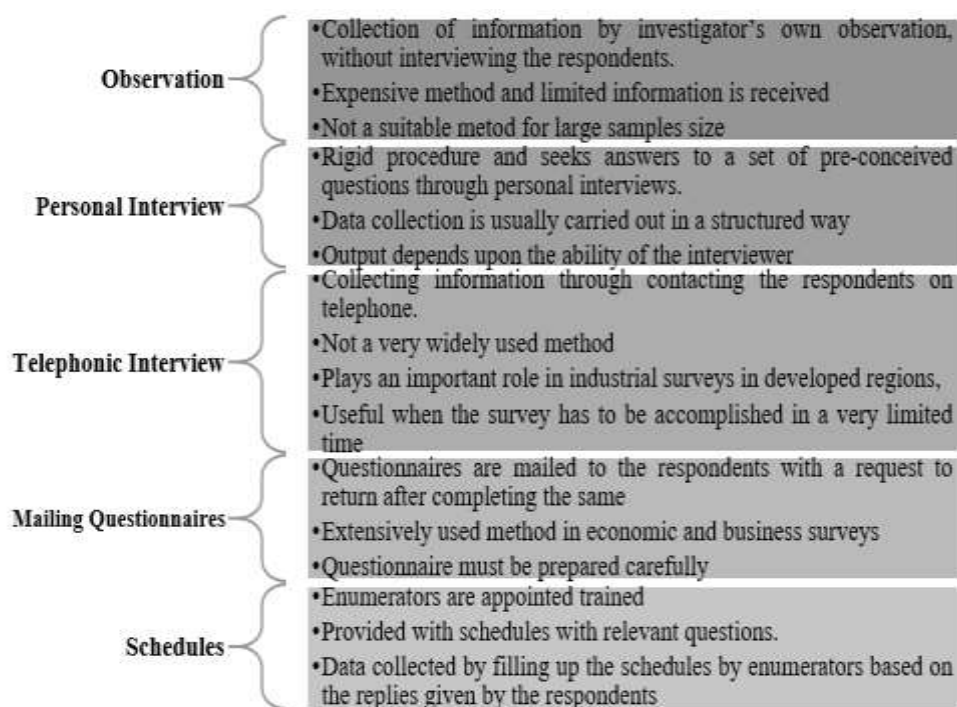 Observation
•Collection of information by investigator's own observation,
without interviewing the respondents.
•Expensive method and limited information is received
•Not a suitable metod for large samples size
Personal Interview
•Rigid procedure and seeks answers to a set of pre-conceived
questions through personal interviews.
•Data collection is usually carried out in a structured way
•Output depends upon the ability of the interviewer
Telephonic Interview
•Collecting information through contacting the respondents on
telephone.
•Not a very widely used method
•Plays an important role in industrial surveys in developed regions,
•Useful when the survey has to be accomplished in a very limited
time
Mailing Questionnaires
•Questionnaires are mailed to the respondents with a request to
return after completing the same
•Extensively used method in economic and business surveys
•Questionnaire must be prepared carefully
Schedules
•Enumerators are appointed trained
•Provided with schedules with relevant questions.
•Data collected by filling up the schedules by enumerators based on
the replies given by the respondents